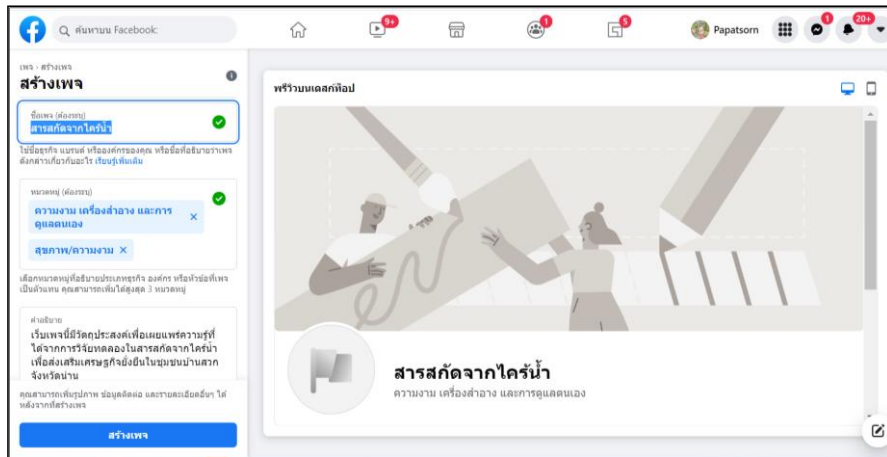 ค้นหาบน Facebook
9+
1
5
Papatsorn
1
20+
เพจ › สร้างเพจ
สร้างเพจ
ชื่อเพจ (ต้องระบุ)
สารสกัดจากไคร้น้ำ
ใช้ชื่อธุรกิจ แบรนด์ หรือองค์กรของคุณ หรือชื่อที่อธิบายว่าเพจ
ดังกล่าวเกี่ยวกับอะไร เรียนรู้เพิ่มเติม
หมวดหมู่ (ต้องระบุ)
ความงาม เครื่องสำอาง และการ
ดูแลตนเอง
สุขภาพ/ความงาม
เลือกหมวดหมู่ที่อธิบายประเภทธุรกิจ องค์กร หรือหัวข้อที่เพจ
เป็นตัวแทน คุณสามารถเพิ่มได้สูงสุด 3 หมวดหมู่
คำอธิบาย
เว็บเพจนี้มีวัตถุประสงค์เพื่อเผยแพร่ความรู้ที่
ได้จากการวิจัยทดลองในสารสกัดจากไคร้น้ำ
เพื่อส่งเสริมเศรษฐกิจยั่งยืนในชุมชนบ้านสวก
จังหวัดน่าน
คุณสามารถเพิ่มรูปภาพ ข้อมูลติดต่อ และรายละเอียดอื่นๆ ได้
หลังจากที่สร้างเพจ
สร้างเพจ
พรีวิวบนเดสก์ท็อป
สารสกัดจากไคร้น้ำ
ความงาม เครื่องสำอาง และการดูแลตนเอง